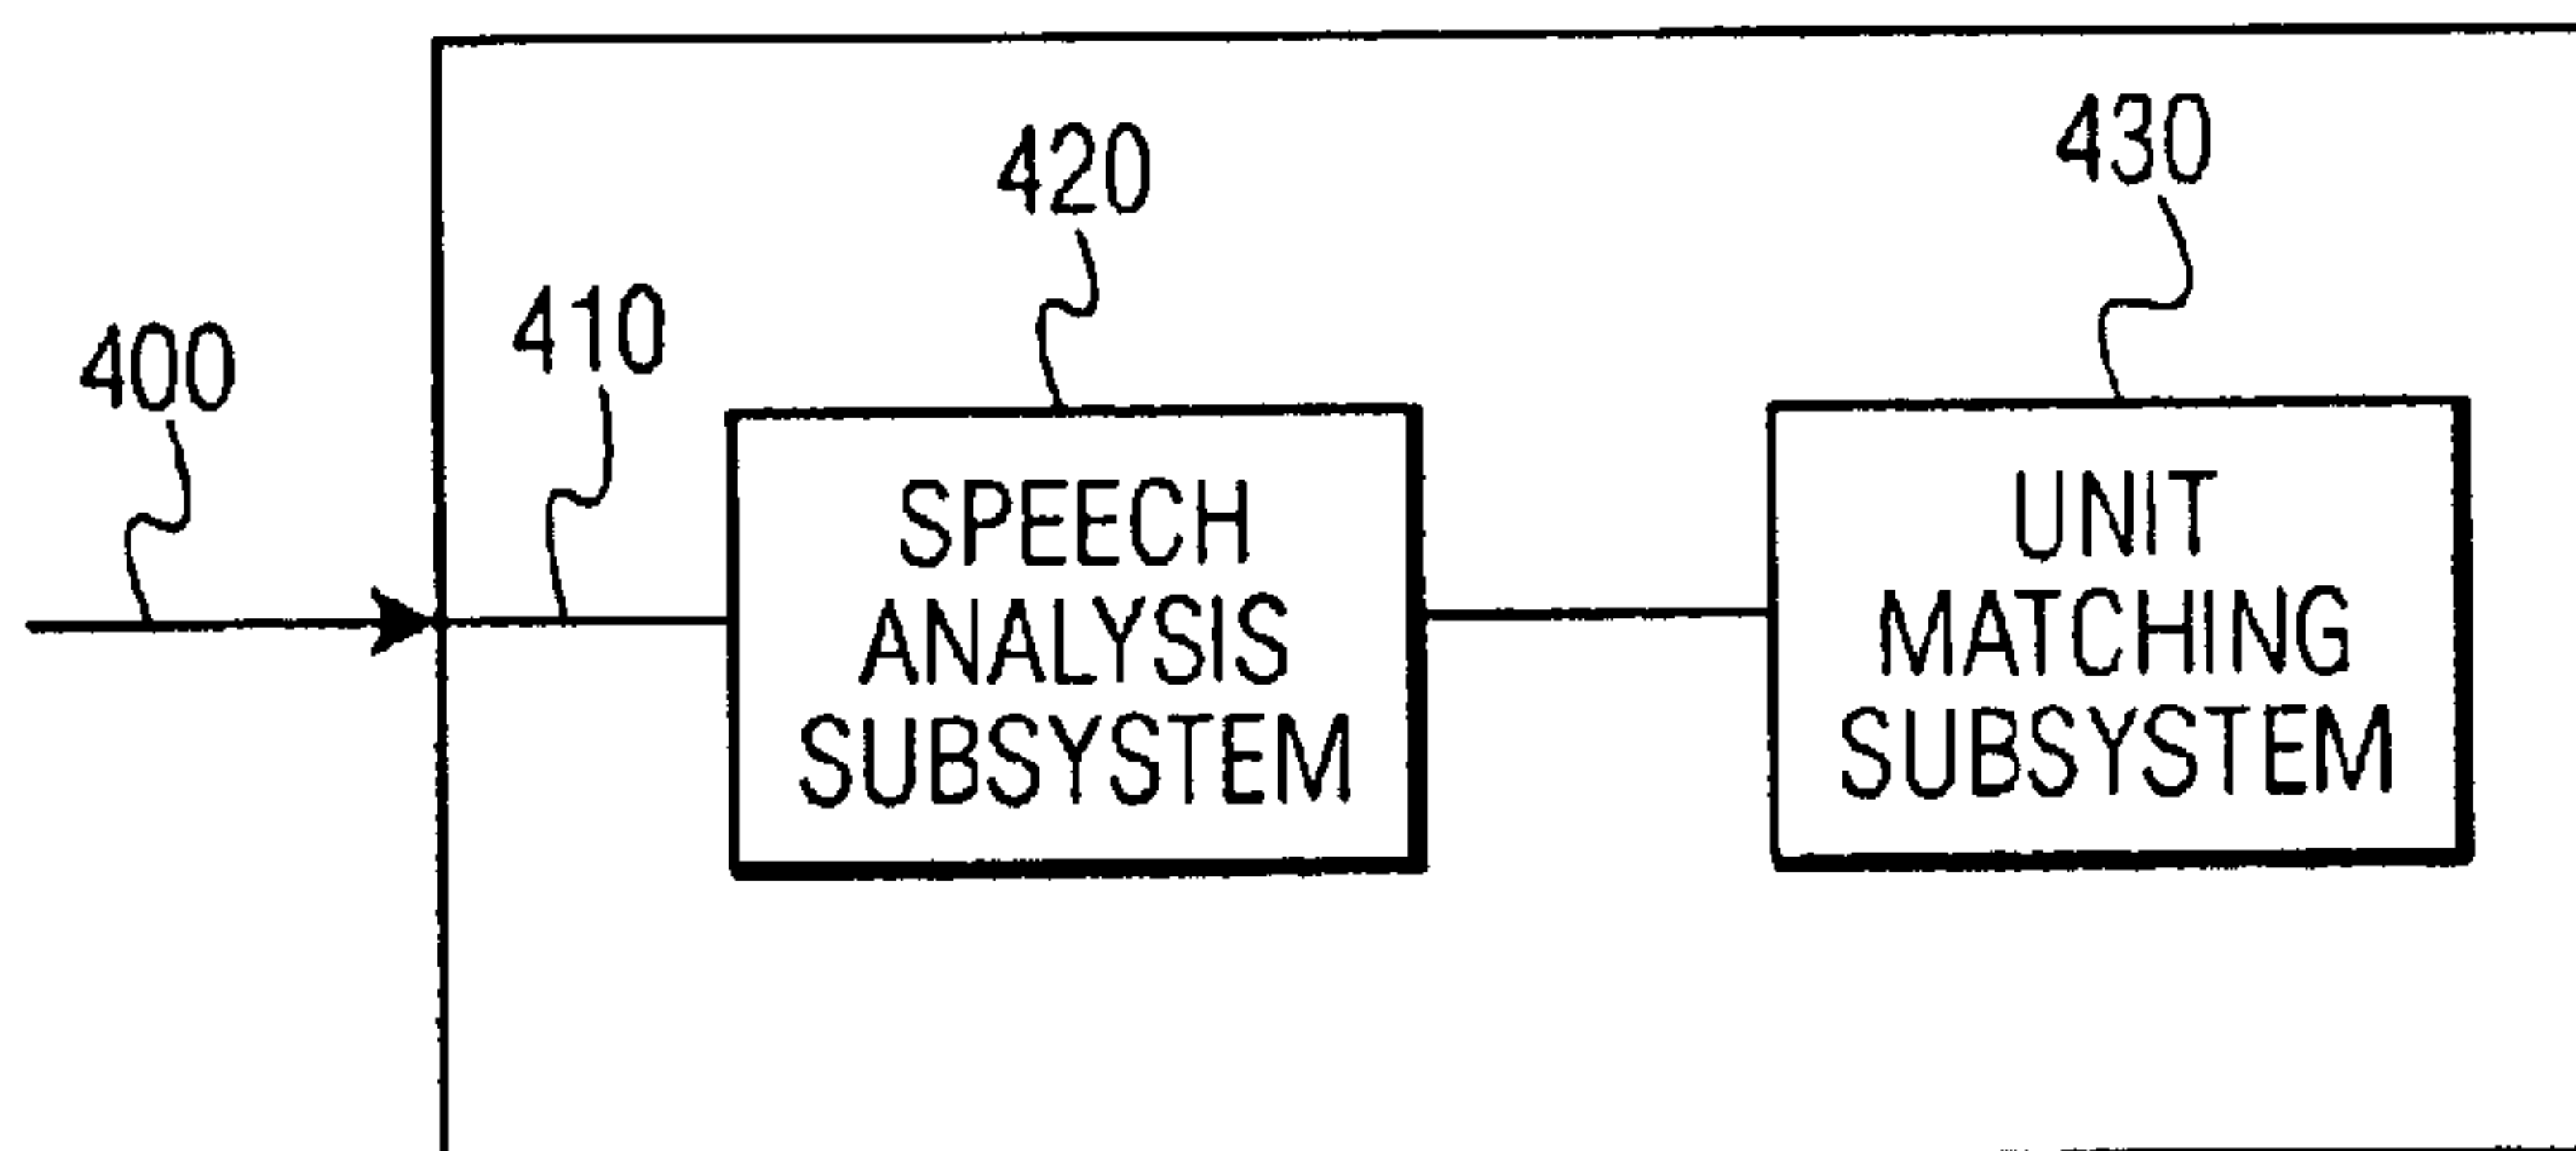 430
420
410
400
SPEECH
ANALYSIS
SUBSYSTEM
UNIT
MATCHING
SUBSYSTEM